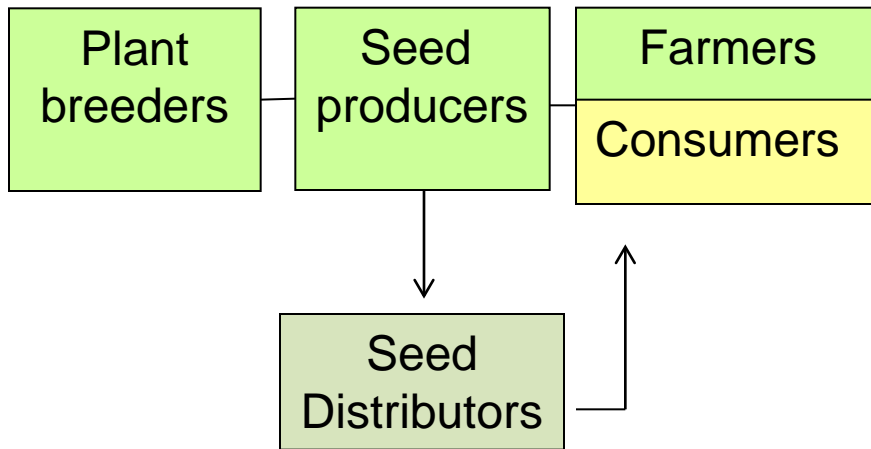 Plant
breeders
Seed
producers
Farmers
Consumers
Seed
Distributors